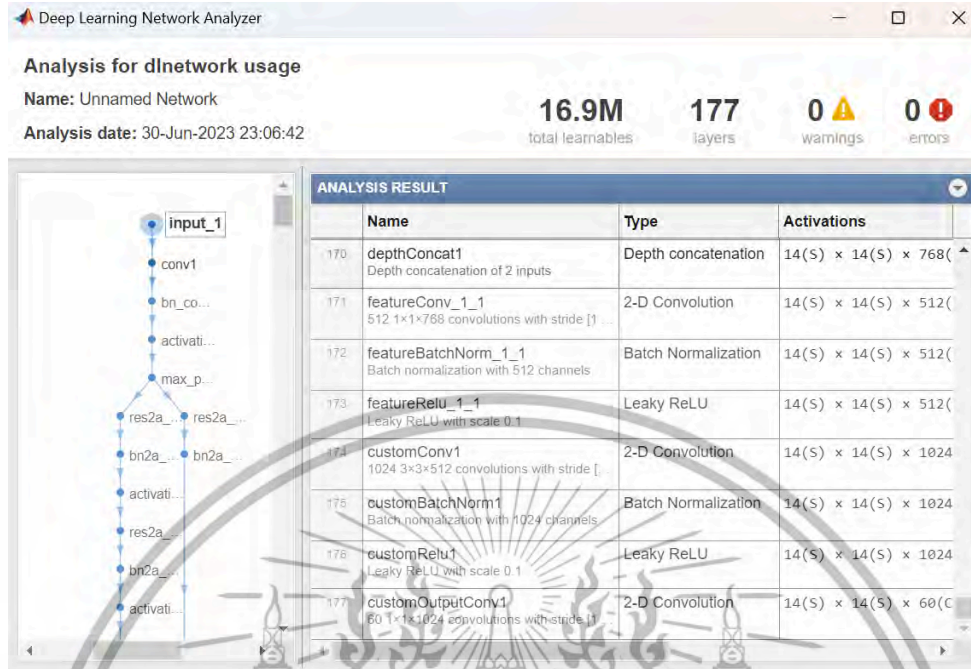 Deep Learning Network Analyzer
Analysis for dlnetwork usage
Name: Unnamed Network
Analysis date: 30-Jun-2023 23:06:42
16.9M
total learnables
177
layers
0
warnings
0
errors
input_1
conv1
bn_co...
activati...
max_p...
res2a_... res2a_...
bn2a_... bn2a_...
activati...
res2a_...
bn2a_...
activati...
ANALYSIS RESULT
Name Type Activations
170 depthConcat1 Depth concatenation 14(S) × 14(S) × 768(
Depth concatenation of 2 inputs
171 featureConv_1_1 2-D Convolution 14(S) × 14(S) × 512(
512 1×1×768 convolutions with stride [1 ...
172 featureBatchNorm_1_1 Batch Normalization 14(S) × 14(S) × 512(
Batch normalization with 512 channels
173 featureRelu_1_1 Leaky ReLU 14(S) × 14(S) × 512(
Leaky ReLU with scale 0.1
174 customConv1 2-D Convolution 14(S) × 14(S) × 1024
1024 3×3×512 convolutions with stride [...
175 customBatchNorm1 Batch Normalization 14(S) × 14(S) × 1024
Batch normalization with 1024 channels
176 customRelu1 Leaky ReLU 14(S) × 14(S) × 1024
Leaky ReLU with scale 0.1
177 customOutputConv1 2-D Convolution 14(S) × 14(S) × 60(C
60 1×1×1024 convolutions with stride [1 ...